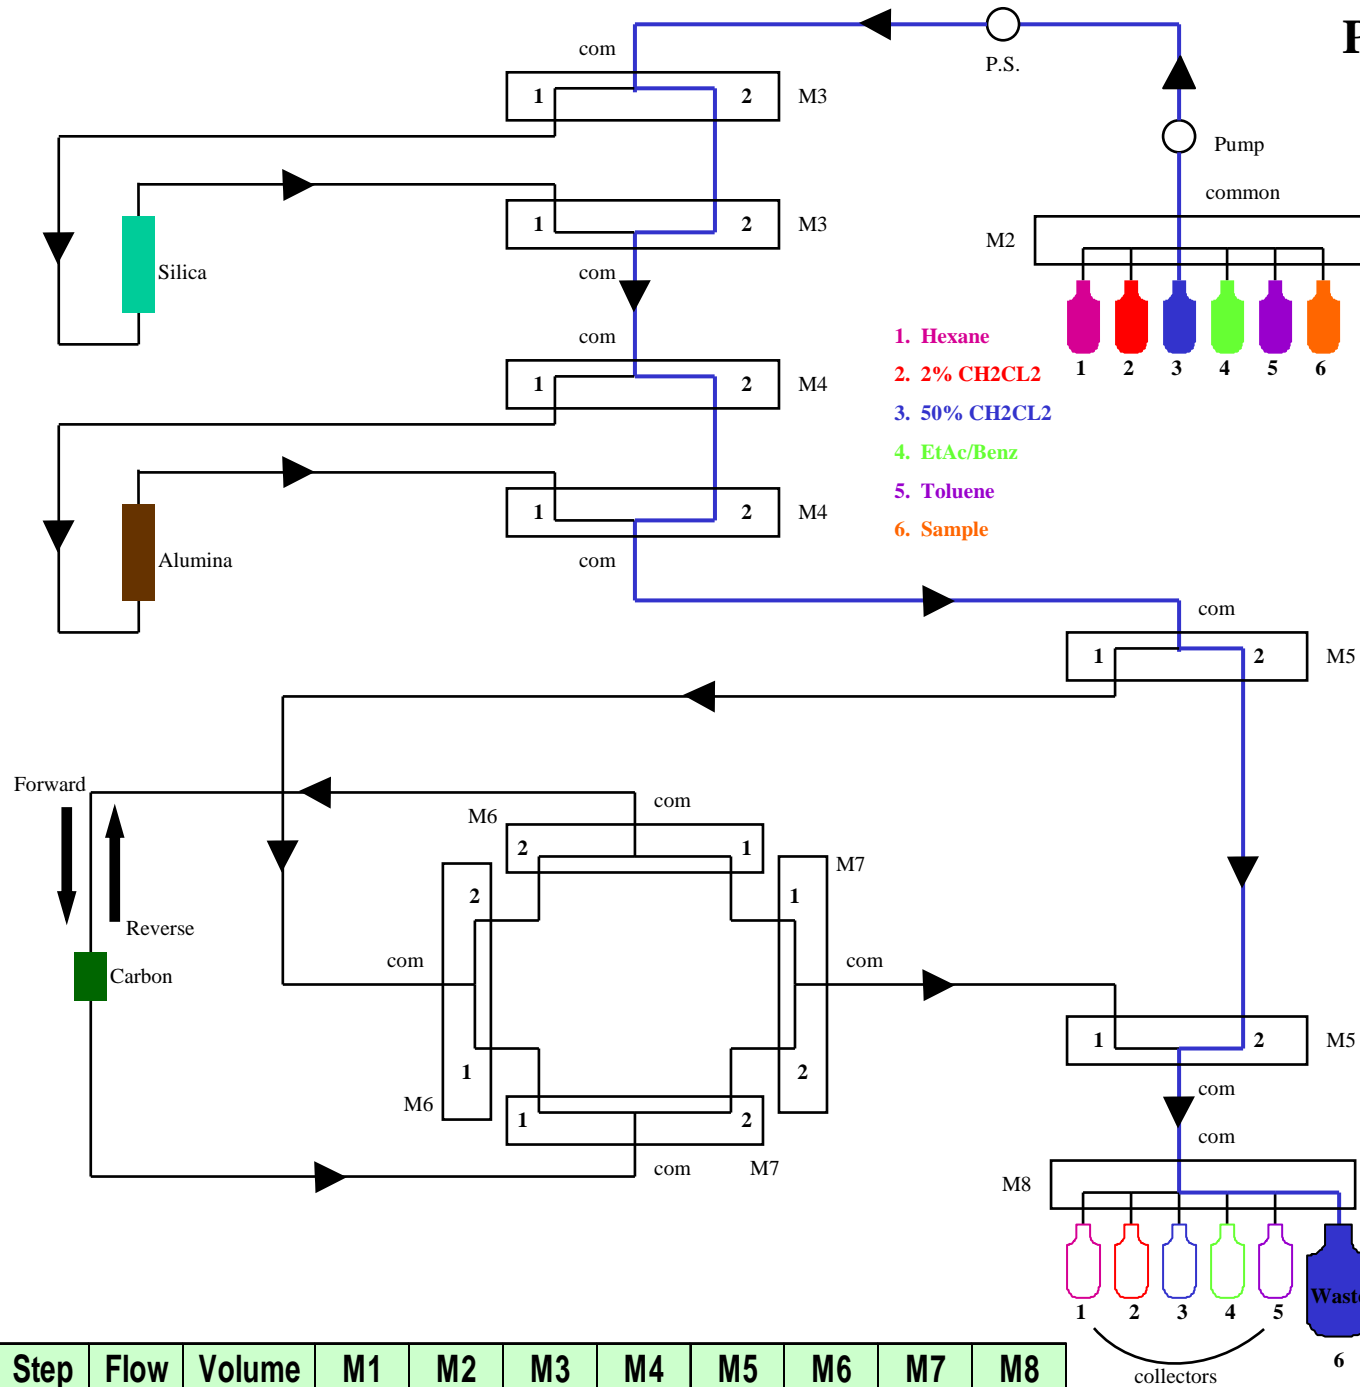 P
com
P.S.
1 2 M3
Pump
common
1 2 M3
M2
Silica
com
com
1. Hexane
1 2 3 4 5 6
2. 2% CH2CL2
1 2 M4
3. 50% CH2CL2
4. EtAc/Benz
5. Toluene
1 2 M4
6. Sample
Alumina
com
com
1 2 M5
Forward
com
M6
2 1
M7
2
1
Reverse
com
com
Carbon
1 2 M5
1
2
M6
1 2
com
com
M7
com
M8
Waste
1 2 3 4 5
6
collectors
Step Flow Volume M1 M2 M3 M4 M5 M6 M7 M8